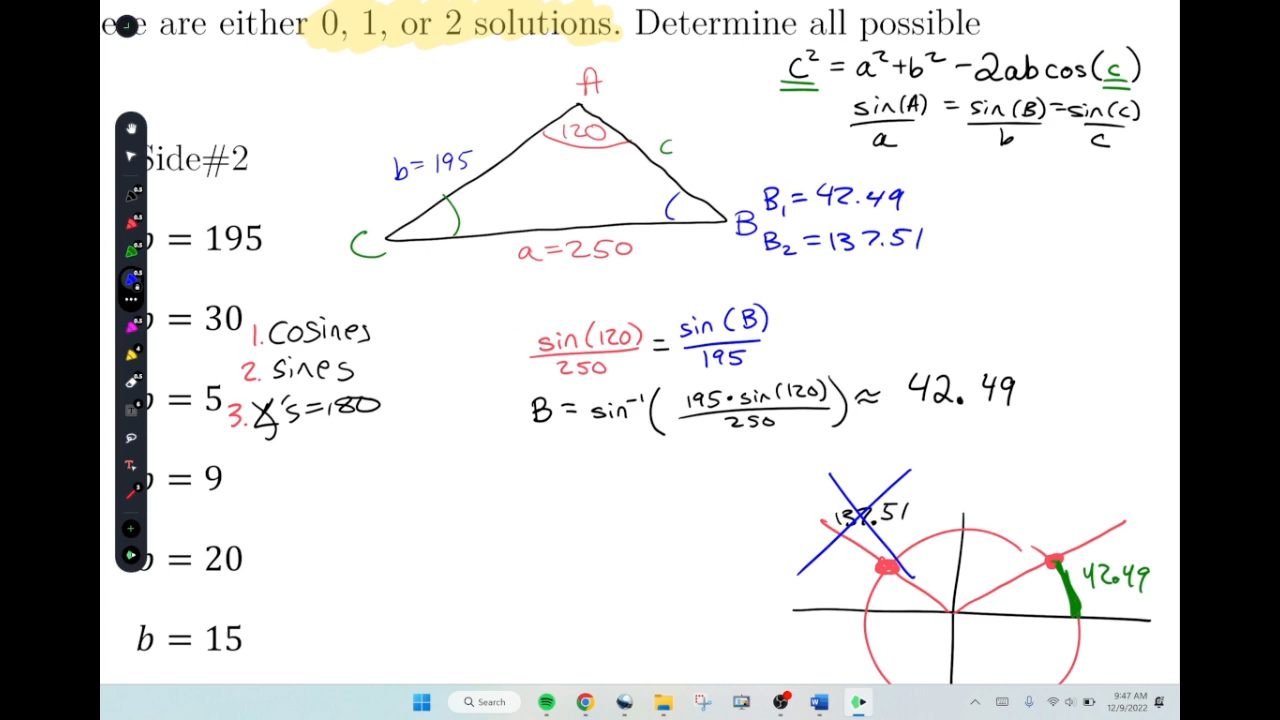 are either 0, 1, or 2 solutions. Determine all possible
c² = a²+b² -2ab cos(c)
sin(A)/a = sin(B)/b = sin(c)/c
A
120
b = 195
c
C
a = 250
B
B₁ = 42.49
B₂ = 137.51
Side#2
= 195
= 30
= 5
= 9
= 20
b = 15
1. cosines
2. sines
3. ∡'s = 180
sin(120)/250 = sin(B)/195
B = sin⁻¹(195·sin(120)/250) ≈ 42.49
137.51
42.49
Search
9:47 AM
12/9/2022